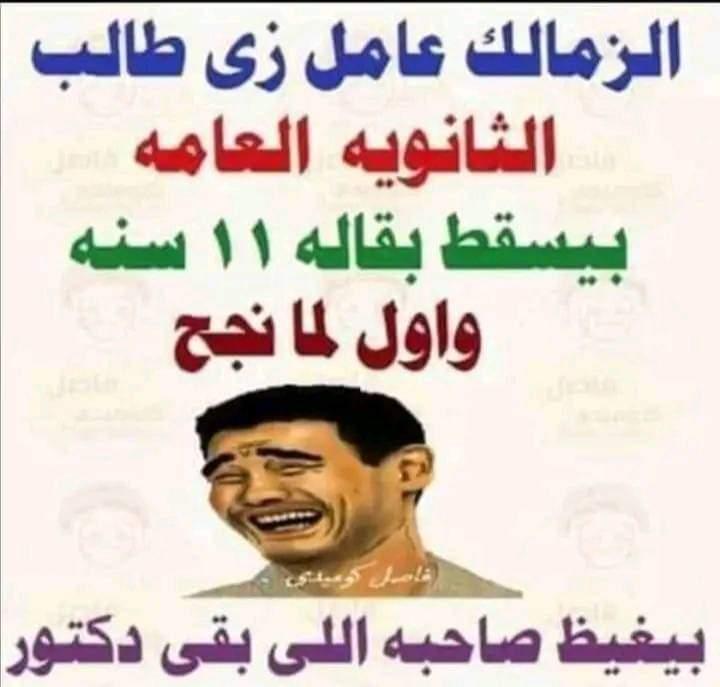 الزمالك عامل زى طالب
الثانويه العامه
بيسقط بقاله ١١ سنه
واول لما نجح
فاصل كوميدي
بيغيظ صاحبه اللى بقى دكتور